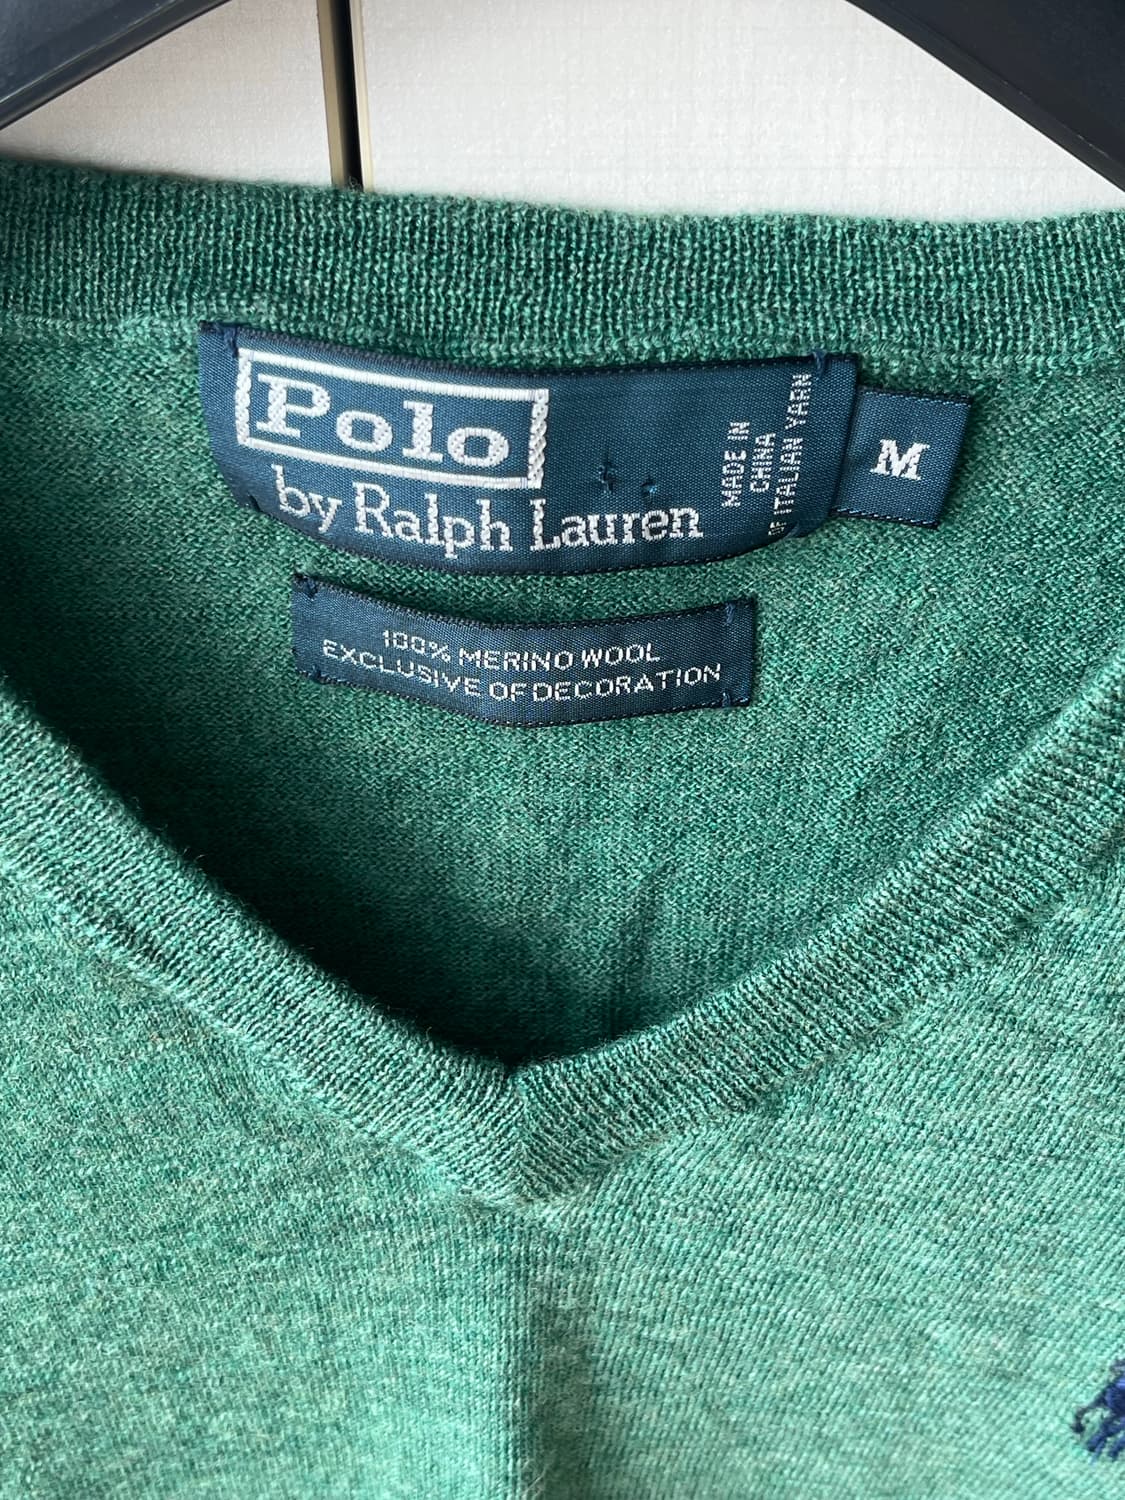 Polo
by Ralph Lauren
MADE IN
CHINA
OF ITALIAN YARN
M
100% MERINO WOOL
EXCLUSIVE OF DECORATION